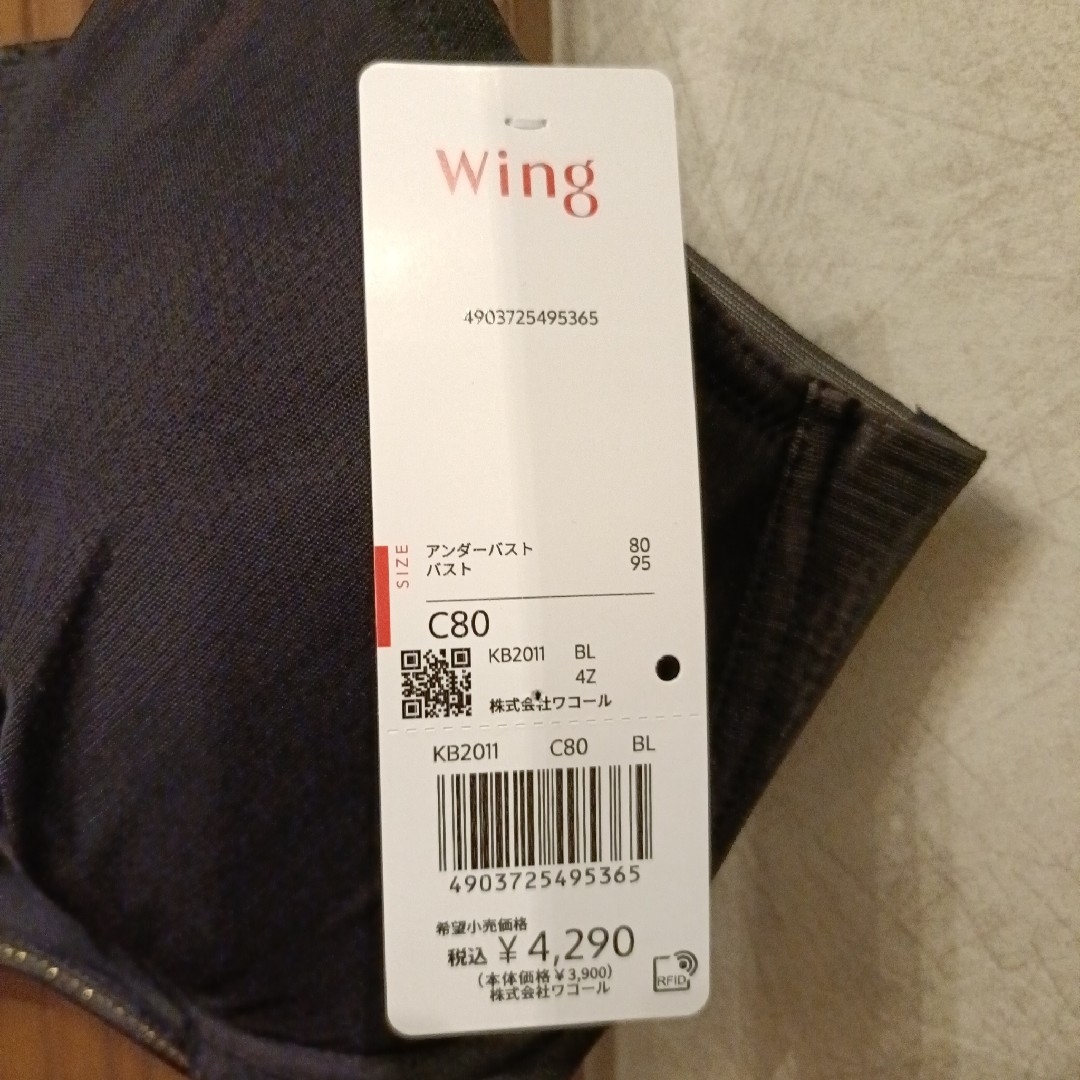 Wing
4903725495365
SIZE
アンダーバスト 80
バスト 95
C80
KB2011 BL
4Z
株式会社ワコール
KB2011 C80 BL
4903725495365
希望小売価格
税込 ¥4,290
(本体価格¥3,900)
株式会社ワコール
RFID